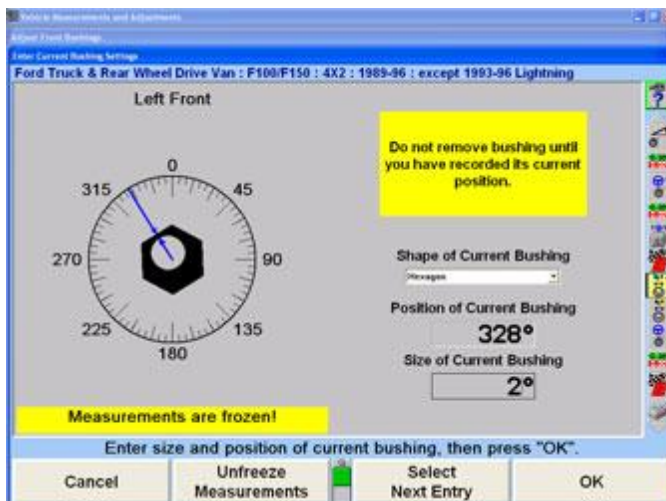 Vehicle Measurements and Adjustments
Adjust Front Bushings
Enter Current Bushing Settings
Ford Truck & Rear Wheel Drive Van : F100/F150 : 4X2 : 1989-96 : except 1993-96 Lightning
Left Front
0
315
45
270
90
225
135
180
Do not remove bushing until
you have recorded its current
position.
Shape of Current Bushing
Hexagon
Position of Current Bushing
328°
Size of Current Bushing
2°
Measurements are frozen!
Enter size and position of current bushing, then press "OK".
Cancel
Unfreeze
Measurements
Select
Next Entry
OK